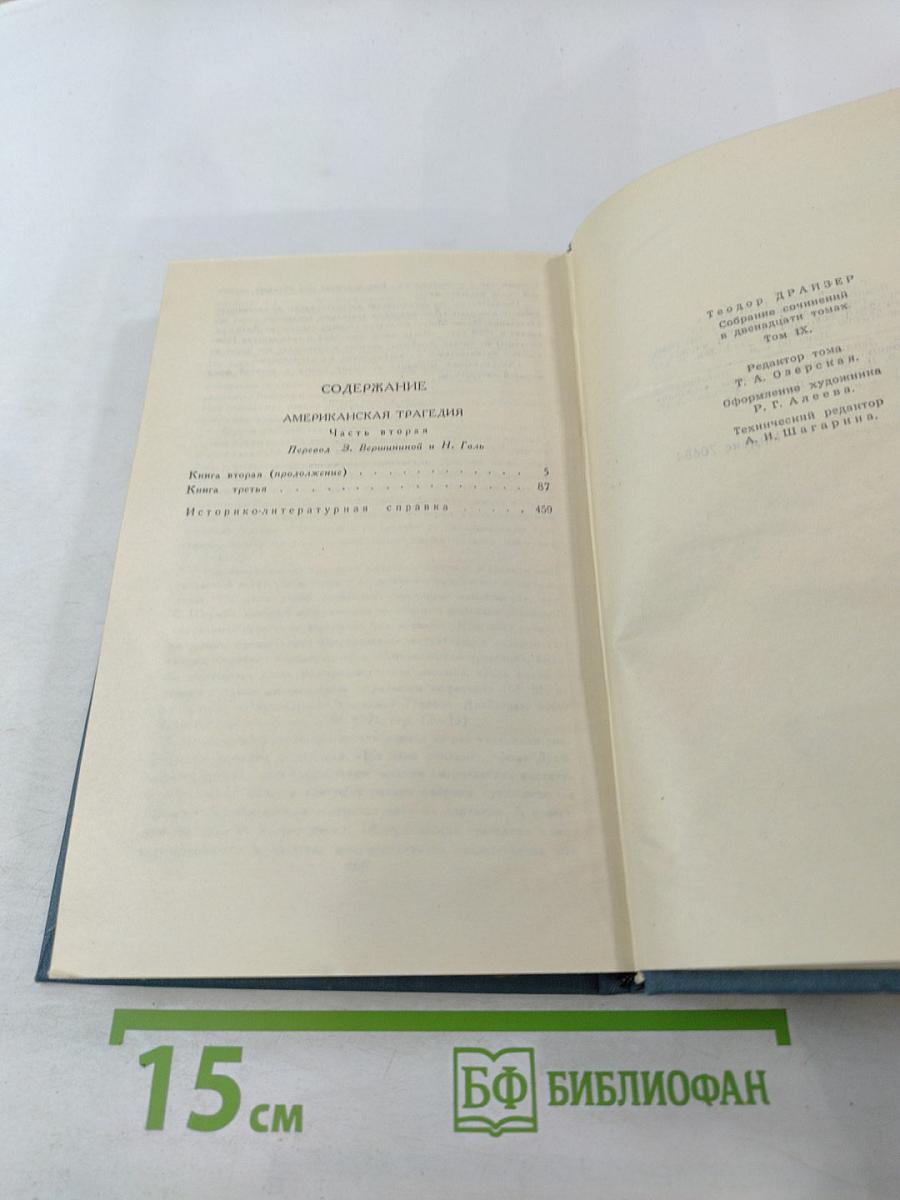 СОДЕРЖАНИЕ
АМЕРИКАНСКАЯ ТРАГЕДИЯ
Часть вторая
Перевод З. Вершининой и Н. Галь
Книга вторая (продолжение) . . . . . . . . . . . . 5
Книга третья . . . . . . . . . . . . . . . . . 87
Историко-литературная справка . . . . . 459
Теодор ДРАЙЗЕР
Собрание сочинений
в двенадцати томах.
Том IX.
Редактор тома
Т. А. Озерская.
Оформление художника
Р. Г. Алеева.
Технический редактор
А. И. Шагарина.
15 см
БФ БИБЛИОФАН